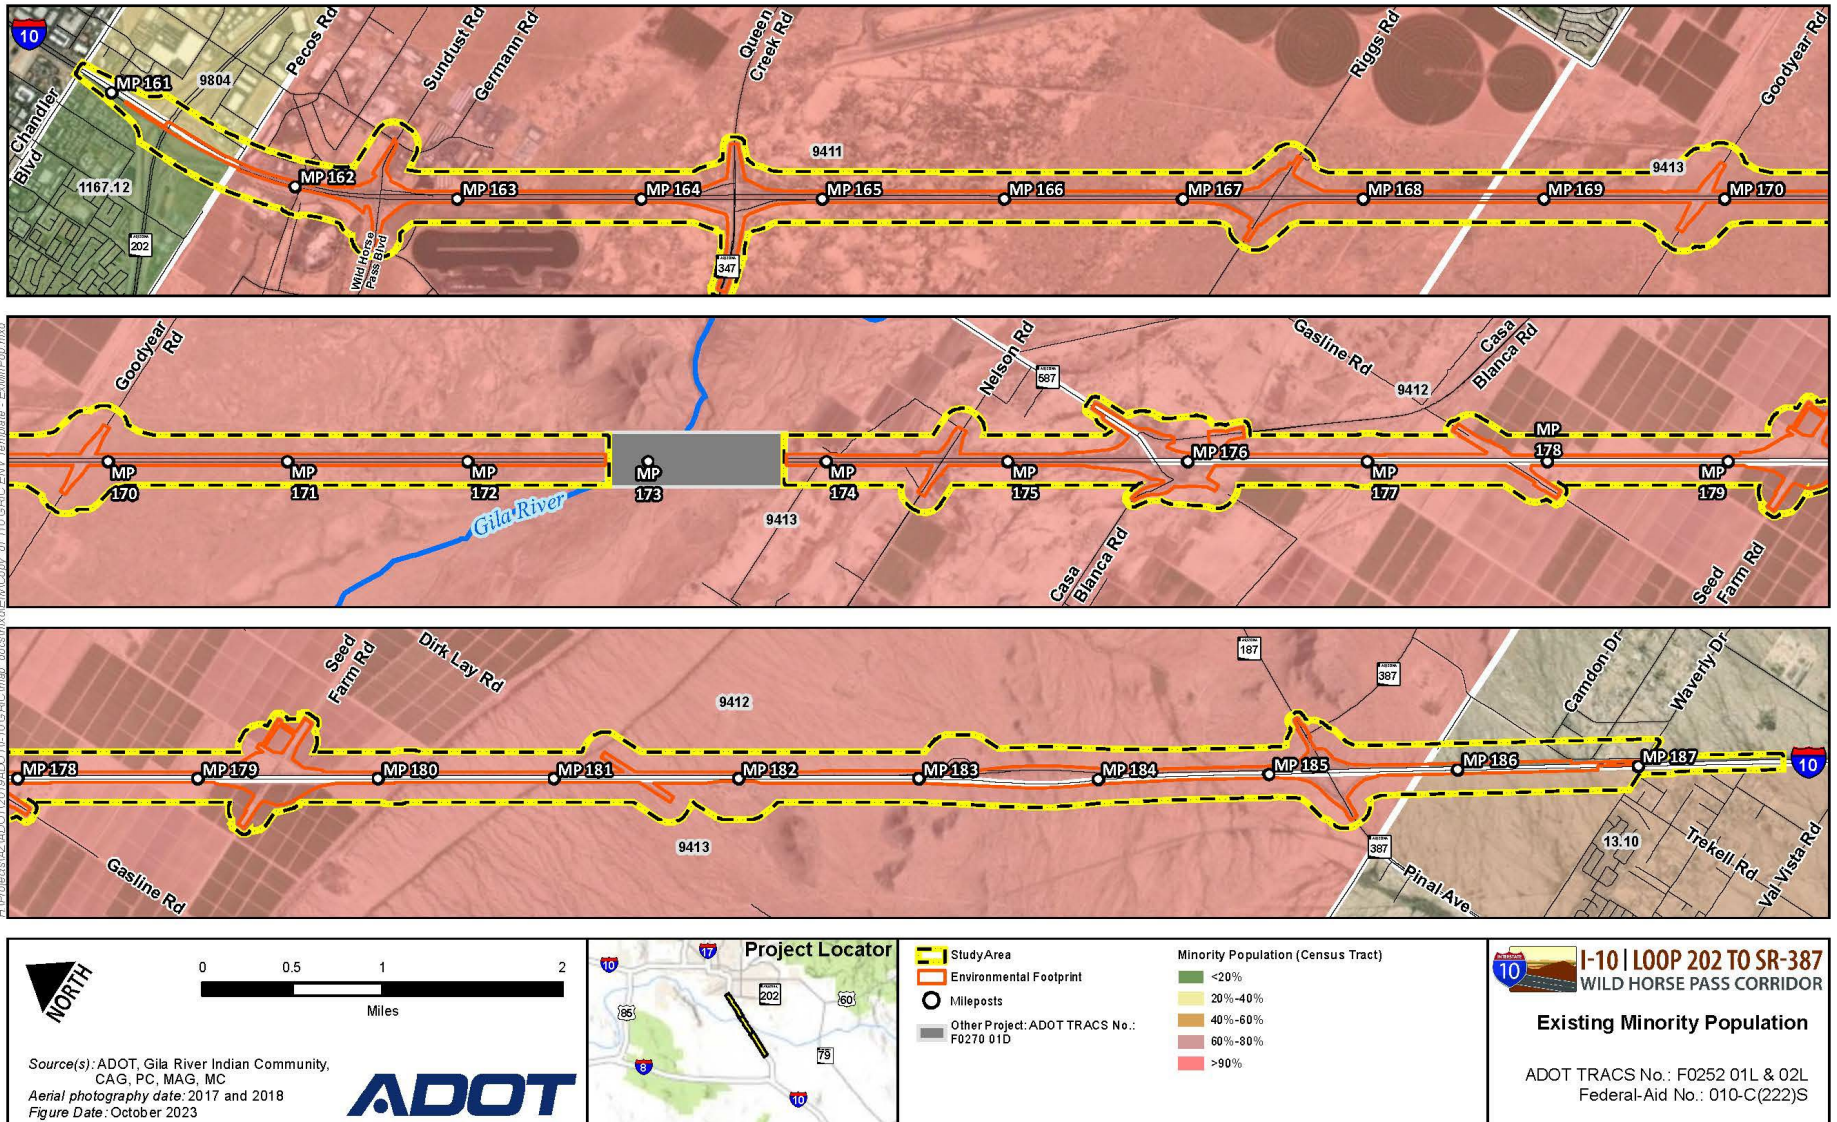 10
Chandler
Blvd
MP 161
9804
Pecos Rd
Sundust Rd
Germann Rd
Queen
Creek Rd
Riggs Rd
Goodyear Rd
1167.12
202
MP 162
Wild Horse
Pass Blvd
MP 163
MP 164
347
9411
MP 165
MP 166
MP 167
MP 168
MP 169
9413
MP 170
Goodyear
Rd
MP
170
MP
171
MP
172
MP
173
Gila River
9413
MP
174
Nelson Rd
MP
175
587
Casa
Blanca Rd
MP 176
Gasline Rd
9412
Casa
Blanca Rd
MP
177
MP
178
MP
179
Seed
Farm Rd
MP 178
Gasline Rd
MP 179
Seed
Farm Rd
Dirk Lay Rd
MP 180
MP 181
9412
9413
MP 182
MP 183
MP 184
187
387
MP 185
387
Pinal Ave
MP 186
Camdon Dr
Waverly Dr
MP 187
10
13.10
Trekell Rd
Val Vista Rd
NORTH
0 0.5 1 2
Miles
Source(s): ADOT, Gila River Indian Community,
CAG, PC, MAG, MC
Aerial photography date: 2017 and 2018
Figure Date: October 2023
ADOT
Project Locator
17
10
202
60
85
79
8
10
Study Area
Environmental Footprint
Mileposts
Other Project: ADOT TRACS No.:
F0270 01D
Minority Population (Census Tract)
<20%
20%-40%
40%-60%
60%-80%
>90%
INTERSTATE
10
I-10 | LOOP 202 TO SR-387
WILD HORSE PASS CORRIDOR
Existing Minority Population
ADOT TRACS No.: F0252 01L & 02L
Federal-Aid No.: 010-C(222)S